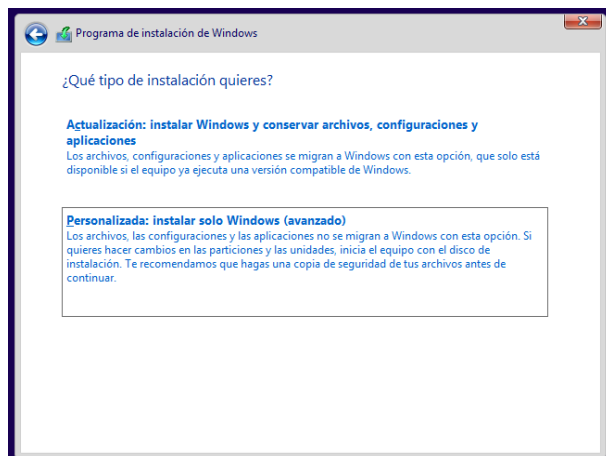 Programa de instalación de Windows
¿Qué tipo de instalación quieres?
Actualización: instalar Windows y conservar archivos, configuraciones y
aplicaciones
Los archivos, configuraciones y aplicaciones se migran a Windows con esta opción, que solo está
disponible si el equipo ya ejecuta una versión compatible de Windows.
Personalizada: instalar solo Windows (avanzado)
Los archivos, las configuraciones y las aplicaciones no se migran a Windows con esta opción. Si
quieres hacer cambios en las particiones y las unidades, inicia el equipo con el disco de
instalación. Te recomendamos que hagas una copia de seguridad de tus archivos antes de
continuar.